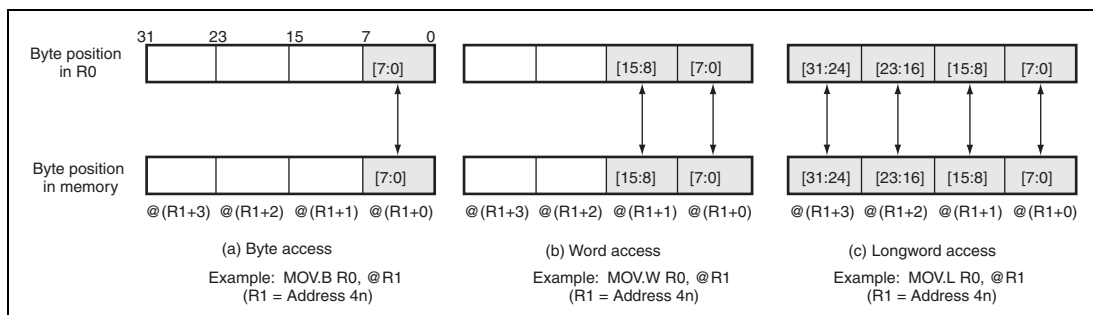 31 23 15 7 0
Byte position
in R0
[7:0]
[15:8] [7:0]
[31:24] [23:16] [15:8] [7:0]
Byte position
in memory
[7:0]
[15:8] [7:0]
[31:24] [23:16] [15:8] [7:0]
@(R1+3) @(R1+2) @(R1+1) @(R1+0)
@(R1+3) @(R1+2) @(R1+1) @(R1+0)
@(R1+3) @(R1+2) @(R1+1) @(R1+0)
(a) Byte access
Example: MOV.B R0, @R1
(R1 = Address 4n)
(b) Word access
Example: MOV.W R0, @R1
(R1 = Address 4n)
(c) Longword access
Example: MOV.L R0, @R1
(R1 = Address 4n)